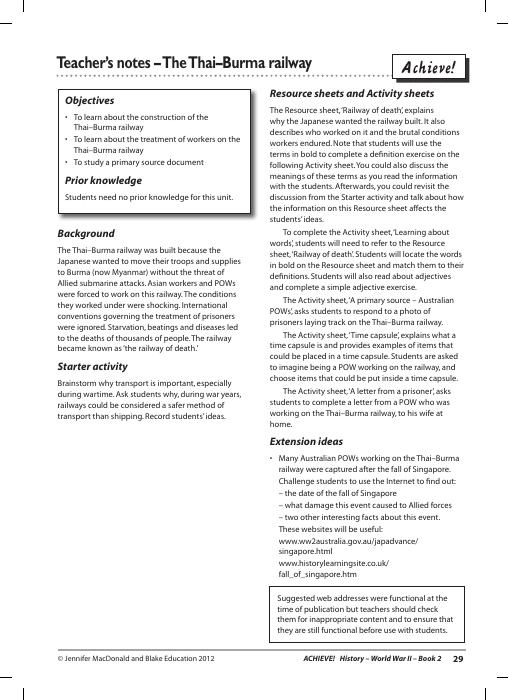 Teacher's notes – The Thai–Burma railway
Achieve!
Objectives
• To learn about the construction of the
Thai–Burma railway
• To learn about the treatment of workers on the
Thai–Burma railway
• To study a primary source document
Prior knowledge
Students need no prior knowledge for this unit.
Background
The Thai–Burma railway was built because the
Japanese wanted to move their troops and supplies
to Burma (now Myanmar) without the threat of
Allied submarine attacks. Asian workers and POWs
were forced to work on this railway. The conditions
they worked under were shocking. International
conventions governing the treatment of prisoners
were ignored. Starvation, beatings and diseases led
to the deaths of thousands of people. The railway
became known as 'the railway of death.'
Starter activity
Brainstorm why transport is important, especially
during wartime. Ask students why, during war years,
railways could be considered a safer method of
transport than shipping. Record students' ideas.
Resource sheets and Activity sheets
The Resource sheet, 'Railway of death', explains
why the Japanese wanted the railway built. It also
describes who worked on it and the brutal conditions
workers endured. Note that students will use the
terms in bold to complete a definition exercise on the
following Activity sheet. You could also discuss the
meanings of these terms as you read the information
with the students. Afterwards, you could revisit the
discussion from the Starter activity and talk about how
the information on this Resource sheet affects the
students' ideas.
To complete the Activity sheet, 'Learning about
words', students will need to refer to the Resource
sheet, 'Railway of death'. Students will locate the words
in bold on the Resource sheet and match them to their
definitions. Students will also read about adjectives
and complete a simple adjective exercise.
The Activity sheet, 'A primary source – Australian
POWs', asks students to respond to a photo of
prisoners laying track on the Thai–Burma railway.
The Activity sheet, 'Time capsule', explains what a
time capsule is and provides examples of items that
could be placed in a time capsule. Students are asked
to imagine being a POW working on the railway, and
choose items that could be put inside a time capsule.
The Activity sheet, 'A letter from a prisoner', asks
students to complete a letter from a POW who was
working on the Thai–Burma railway, to his wife at
home.
Extension ideas
• Many Australian POWs working on the Thai–Burma
railway were captured after the fall of Singapore.
Challenge students to use the Internet to find out:
– the date of the fall of Singapore
– what damage this event caused to Allied forces
– two other interesting facts about this event.
These websites will be useful:
www.ww2australia.gov.au/japadvance/
singapore.html
www.historylearningsite.co.uk/
fall_of_singapore.htm
Suggested web addresses were functional at the
time of publication but teachers should check
them for inappropriate content and to ensure that
they are still functional before use with students.
© Jennifer MacDonald and Blake Education 2012
ACHIEVE! History – World War II – Book 2 29